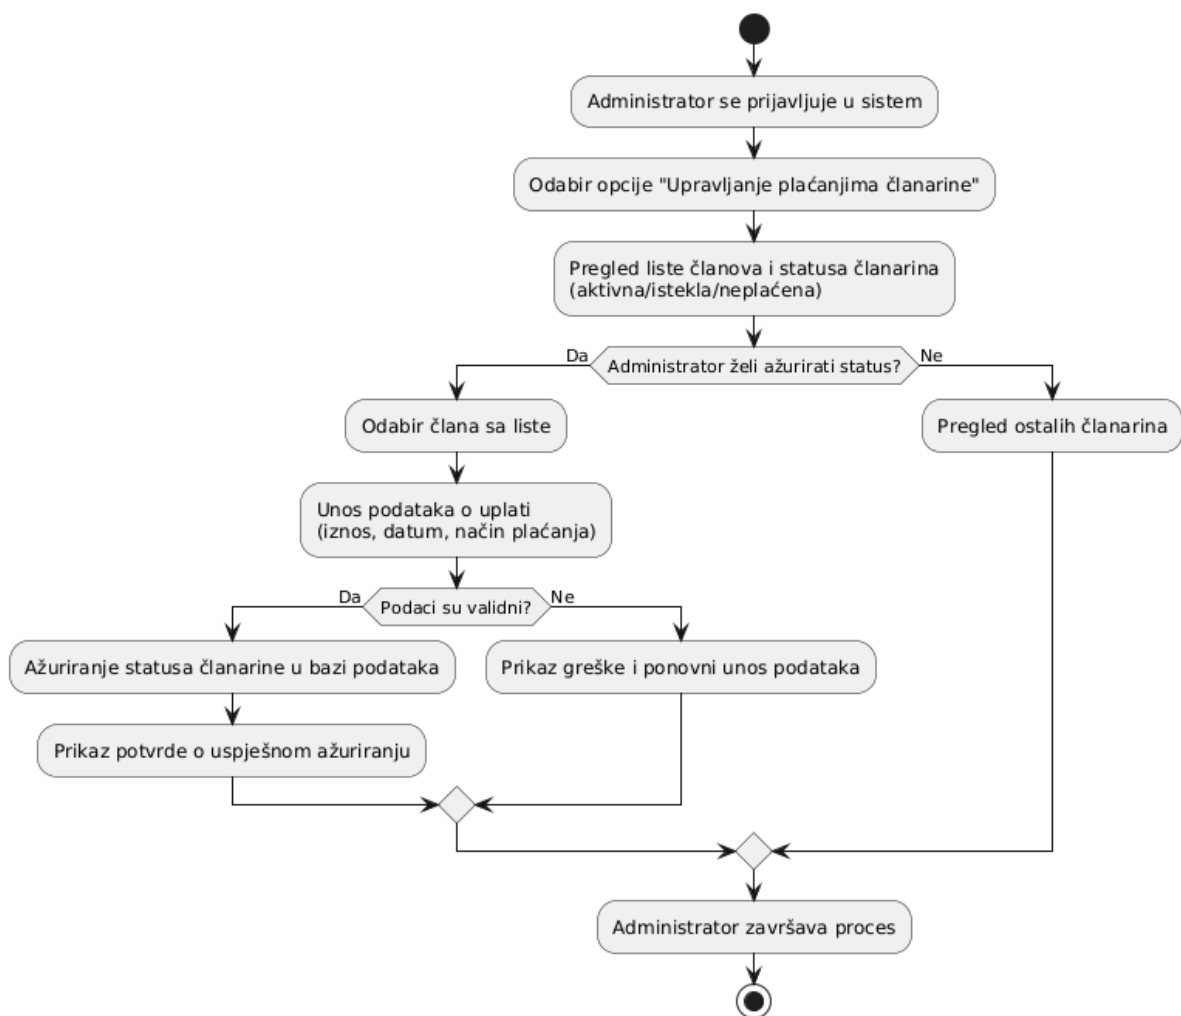 Administrator se prijavljuje u sistem
Odabir opcije "Upravljanje plaćanjima članarine"
Pregled liste članova i statusa članarina
(aktivna/istekla/neplaćena)
Da
Administrator želi ažurirati status?
Ne
Odabir člana sa liste
Pregled ostalih članarina
Unos podataka o uplati
(iznos, datum, način plaćanja)
Da
Podaci su validni?
Ne
Ažuriranje statusa članarine u bazi podataka
Prikaz greške i ponovni unos podataka
Prikaz potvrde o uspješnom ažuriranju
Administrator završava proces